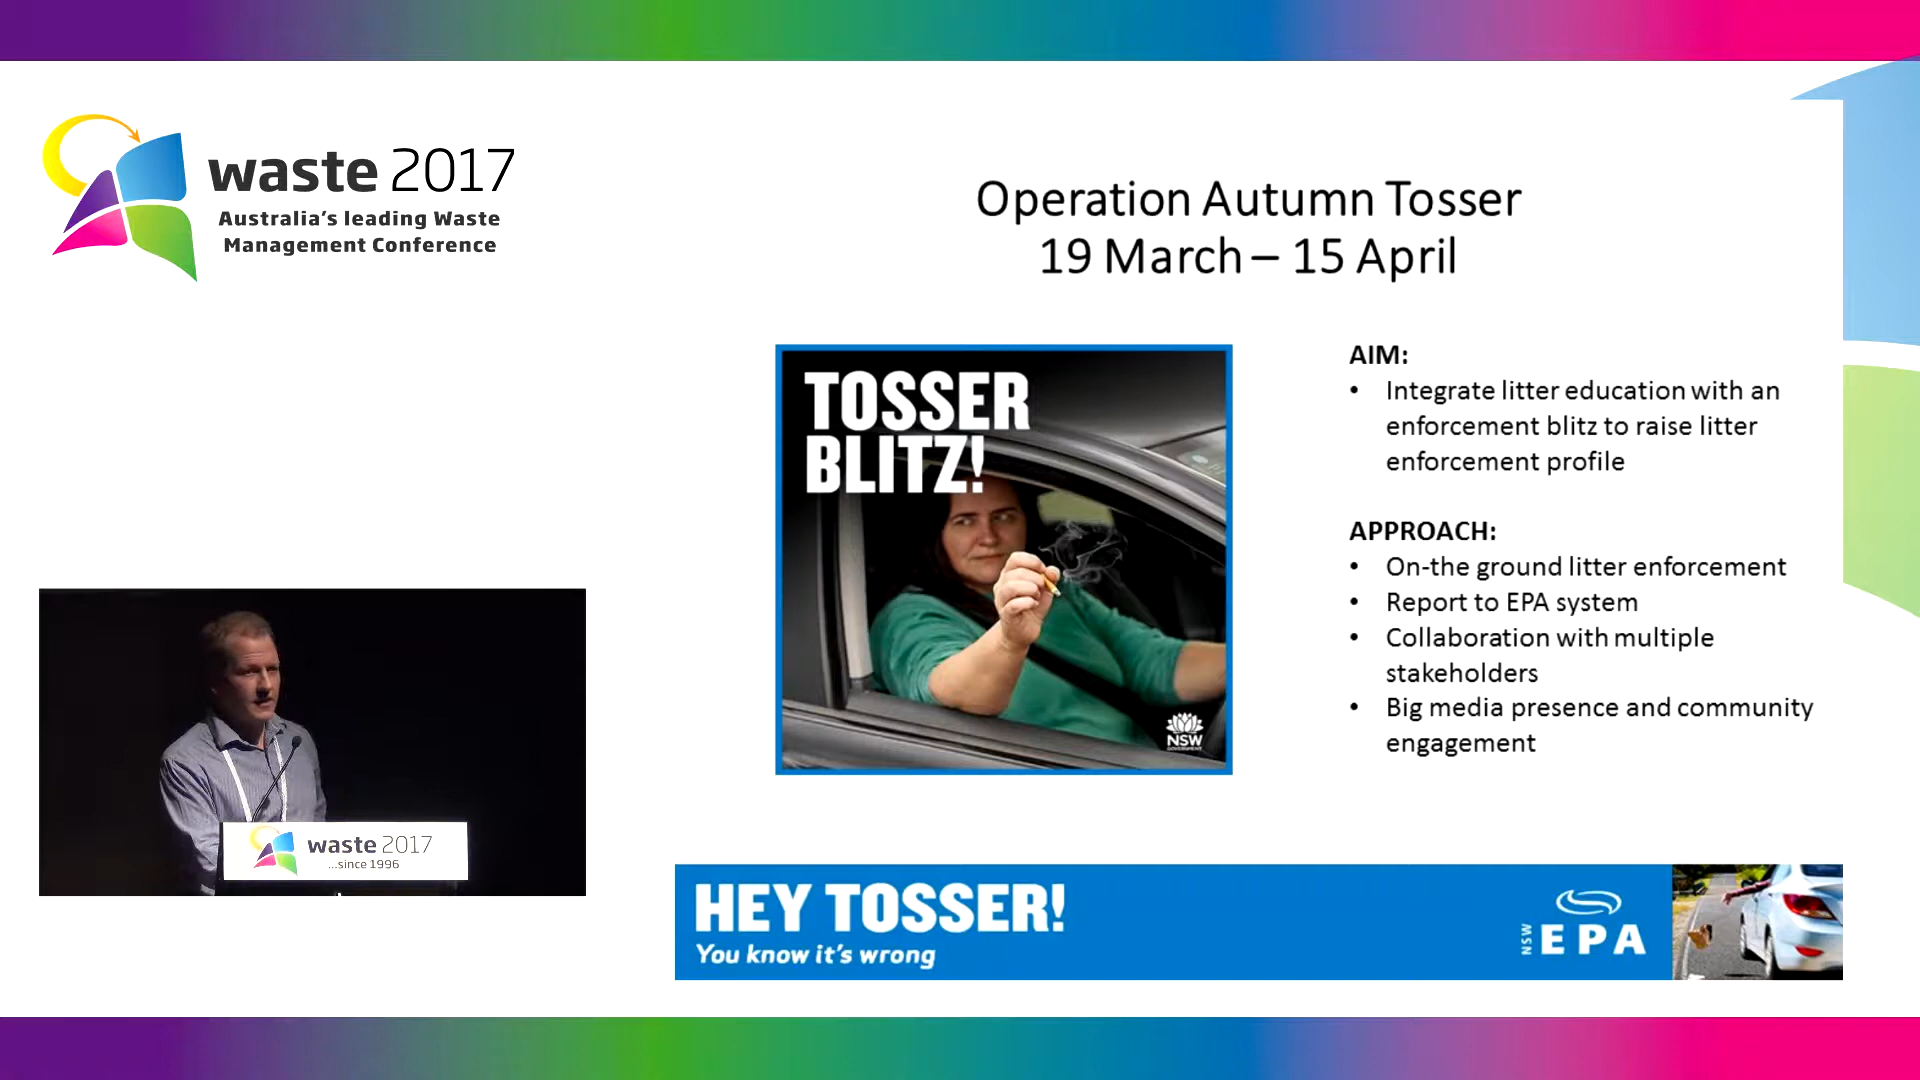 waste 2017
Australia's leading Waste
Management Conference
Operation Autumn Tosser
19 March – 15 April
TOSSER
BLITZ!
NSW
GOVERNMENT
AIM:
• Integrate litter education with an
enforcement blitz to raise litter
enforcement profile
APPROACH:
• On-the ground litter enforcement
• Report to EPA system
• Collaboration with multiple
stakeholders
• Big media presence and community
engagement
waste 2017
...since 1996
HEY TOSSER!
You know it's wrong
NSW
EPA